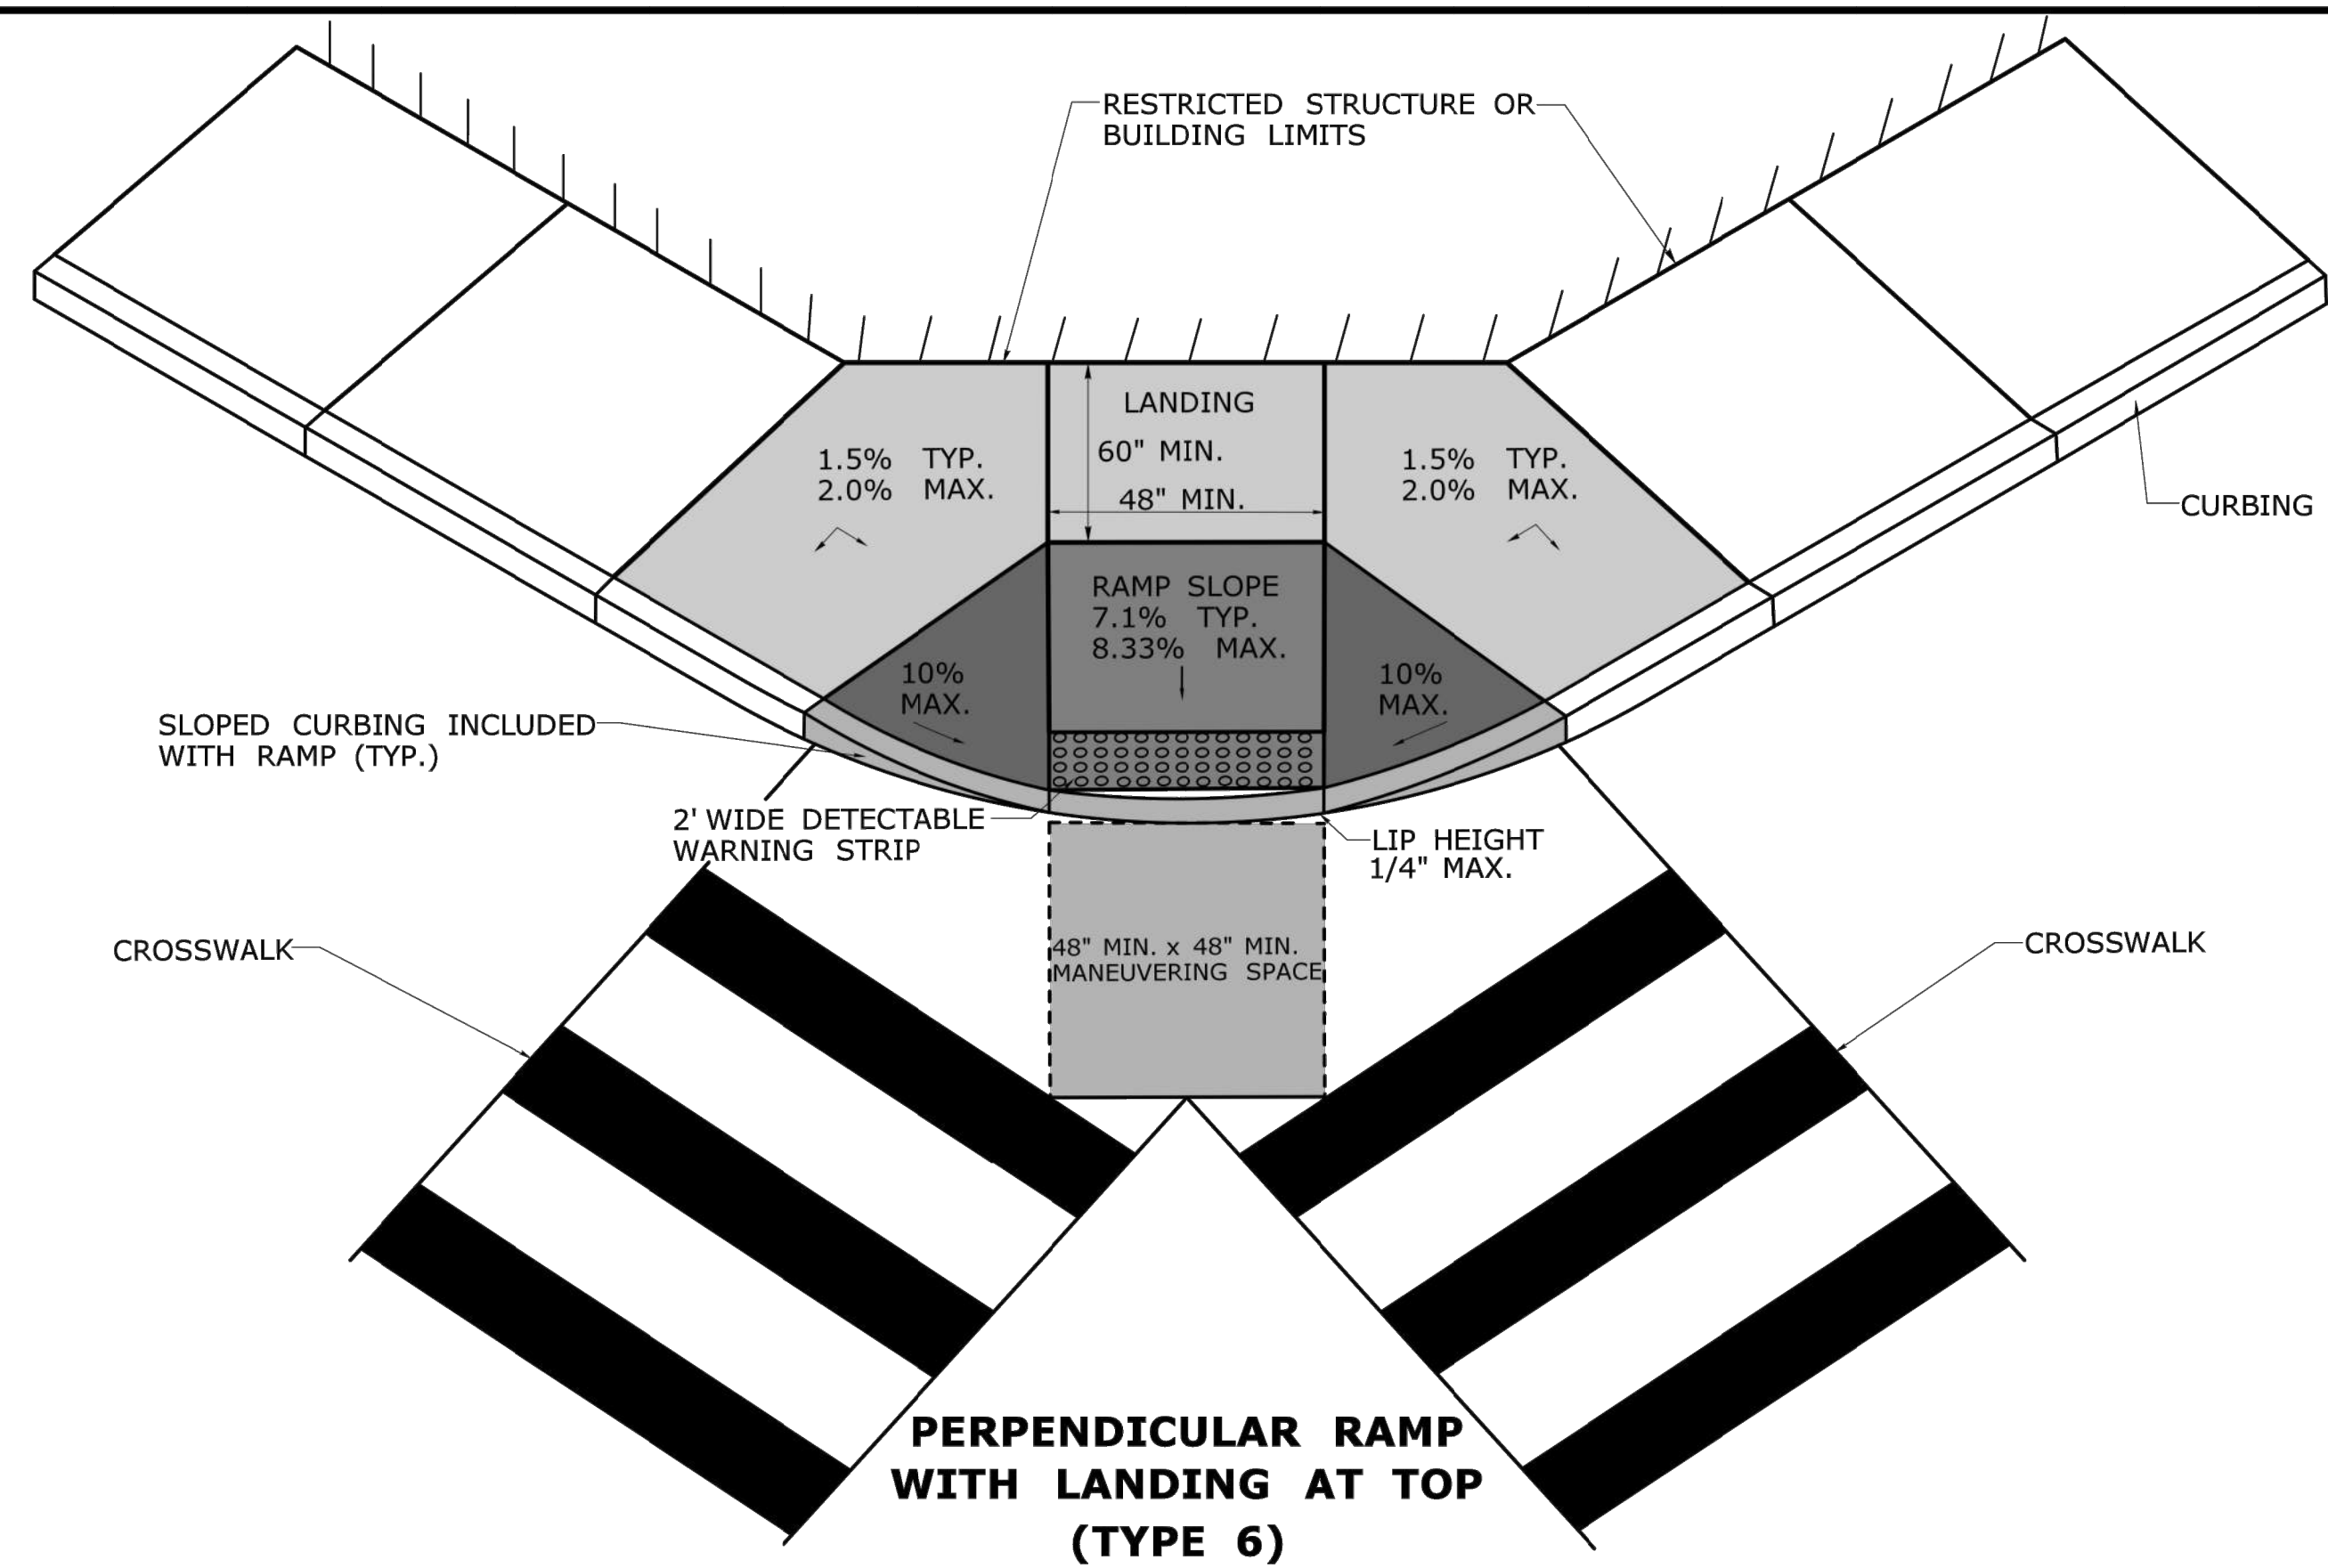 RESTRICTED STRUCTURE OR
BUILDING LIMITS
LANDING
60" MIN.
48" MIN.
1.5% TYP.
2.0% MAX.
1.5% TYP.
2.0% MAX.
CURBING
RAMP SLOPE
7.1% TYP.
8.33% MAX.
10%
MAX.
10%
MAX.
SLOPED CURBING INCLUDED
WITH RAMP (TYP.)
2' WIDE DETECTABLE
WARNING STRIP
LIP HEIGHT
1/4" MAX.
CROSSWALK
48" MIN. x 48" MIN.
MANEUVERING SPACE
CROSSWALK
PERPENDICULAR RAMP
WITH LANDING AT TOP
(TYPE 6)